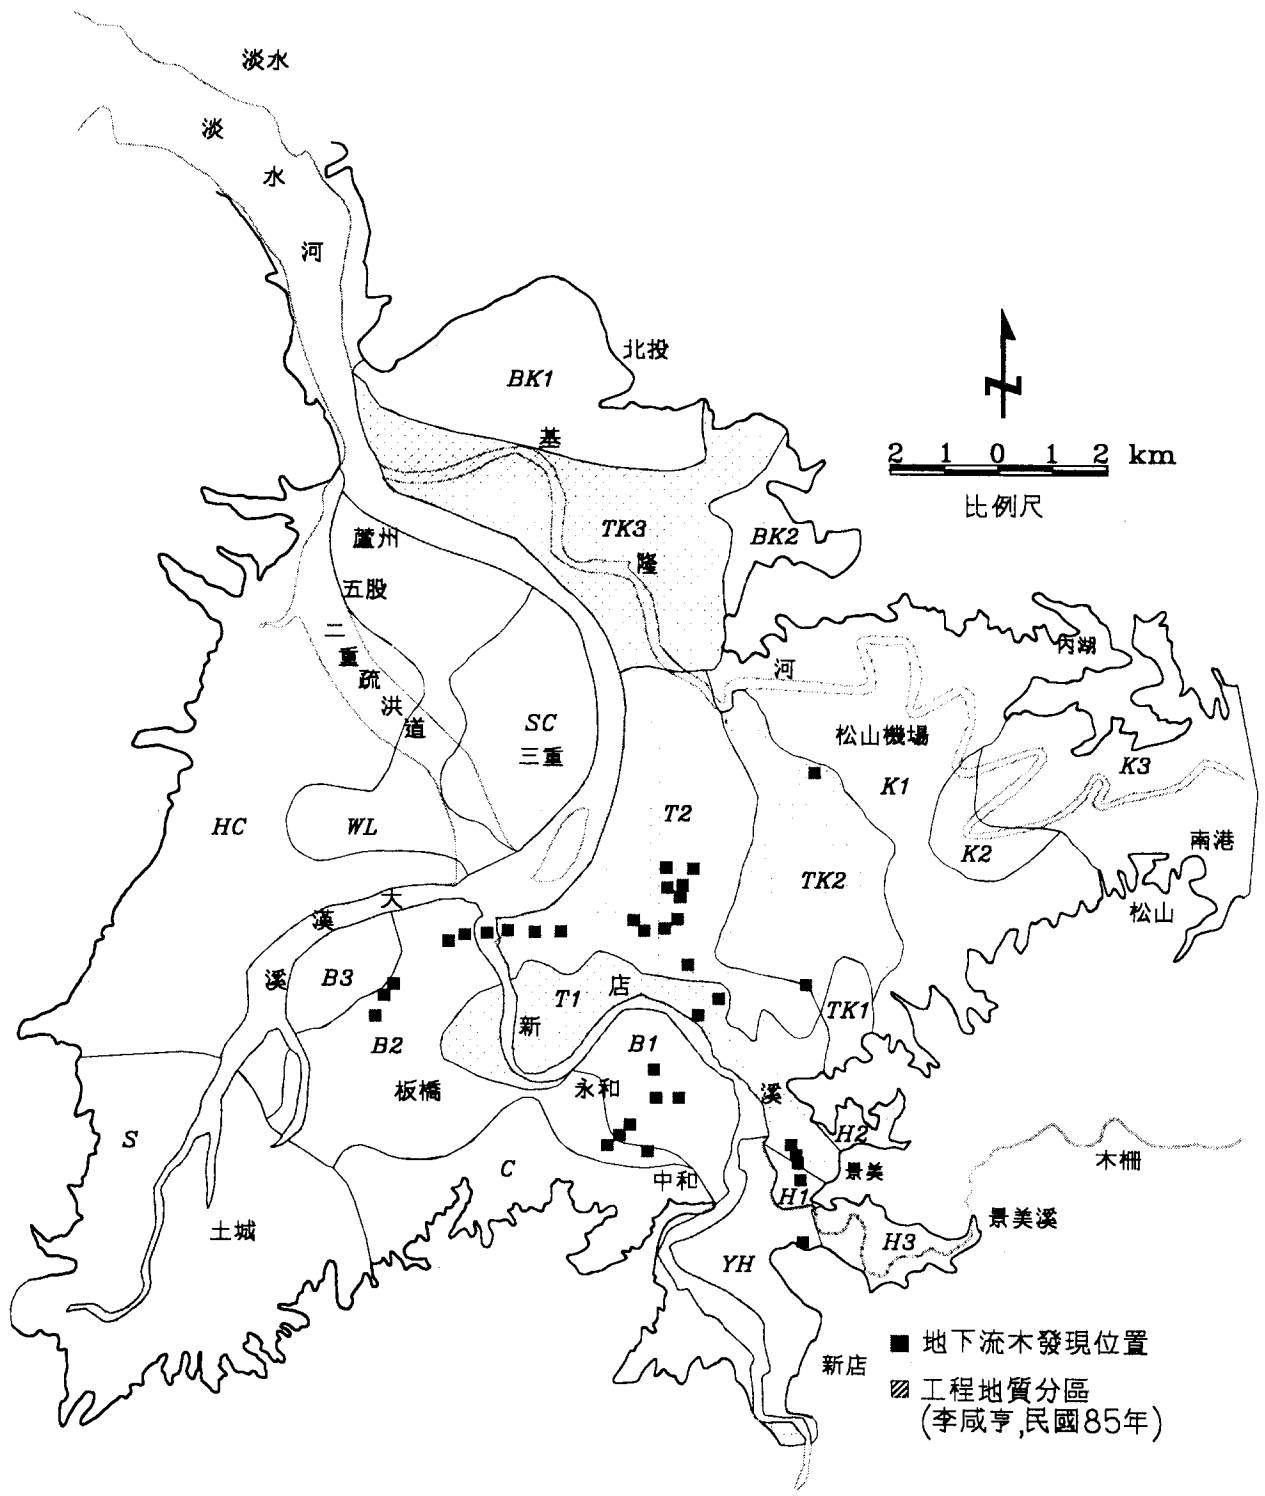 淡水
淡
水
河
北投
BK1
基
2 1 0 1 2 km
比例尺
TK3
BK2
蘆州
隆
五股
二
重
疏
洪
道
河
內湖
SC
三重
松山機場
K1
K3
T2
HC
WL
K2
南港
TK2
大
漢
溪
松山
B3
T1
店
新
TK1
B2
B1
板橋
永和
溪
S
C
H2
中和
景美
木柵
H1
土城
景美溪
H3
YH
新店
地下流木發現位置
工程地質分區
(李咸亨,民國85年)